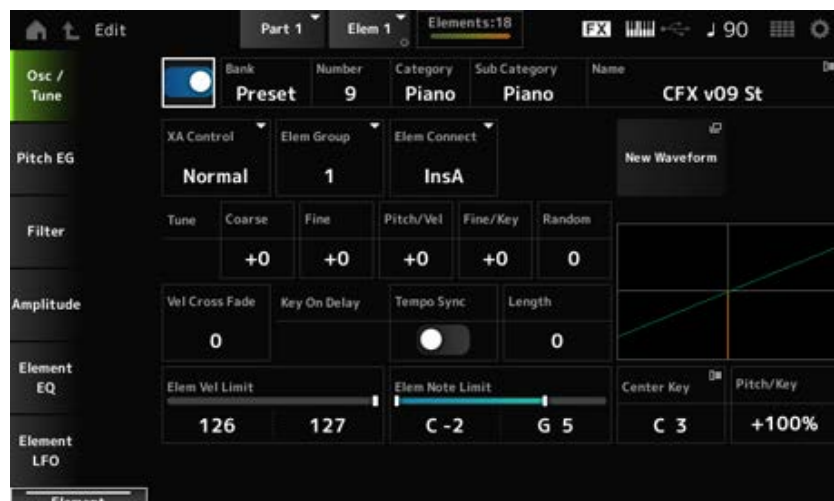 Edit Part 1 Elem 1 Elements:18 FX ♩ 90
Osc / Tune
Bank Number Category Sub Category Name
Preset 9 Piano Piano CFX v09 St
Pitch EG
XA Control Elem Group Elem Connect
Normal 1 InsA
New Waveform
Filter
Tune Coarse Fine Pitch/Vel Fine/Key Random
+0 +0 +0 +0 0
Amplitude
Vel Cross Fade Key On Delay Tempo Sync Length
0 0
Element EQ
Elem Vel Limit Elem Note Limit Center Key Pitch/Key
126 127 C -2 G 5 C 3 +100%
Element LFO